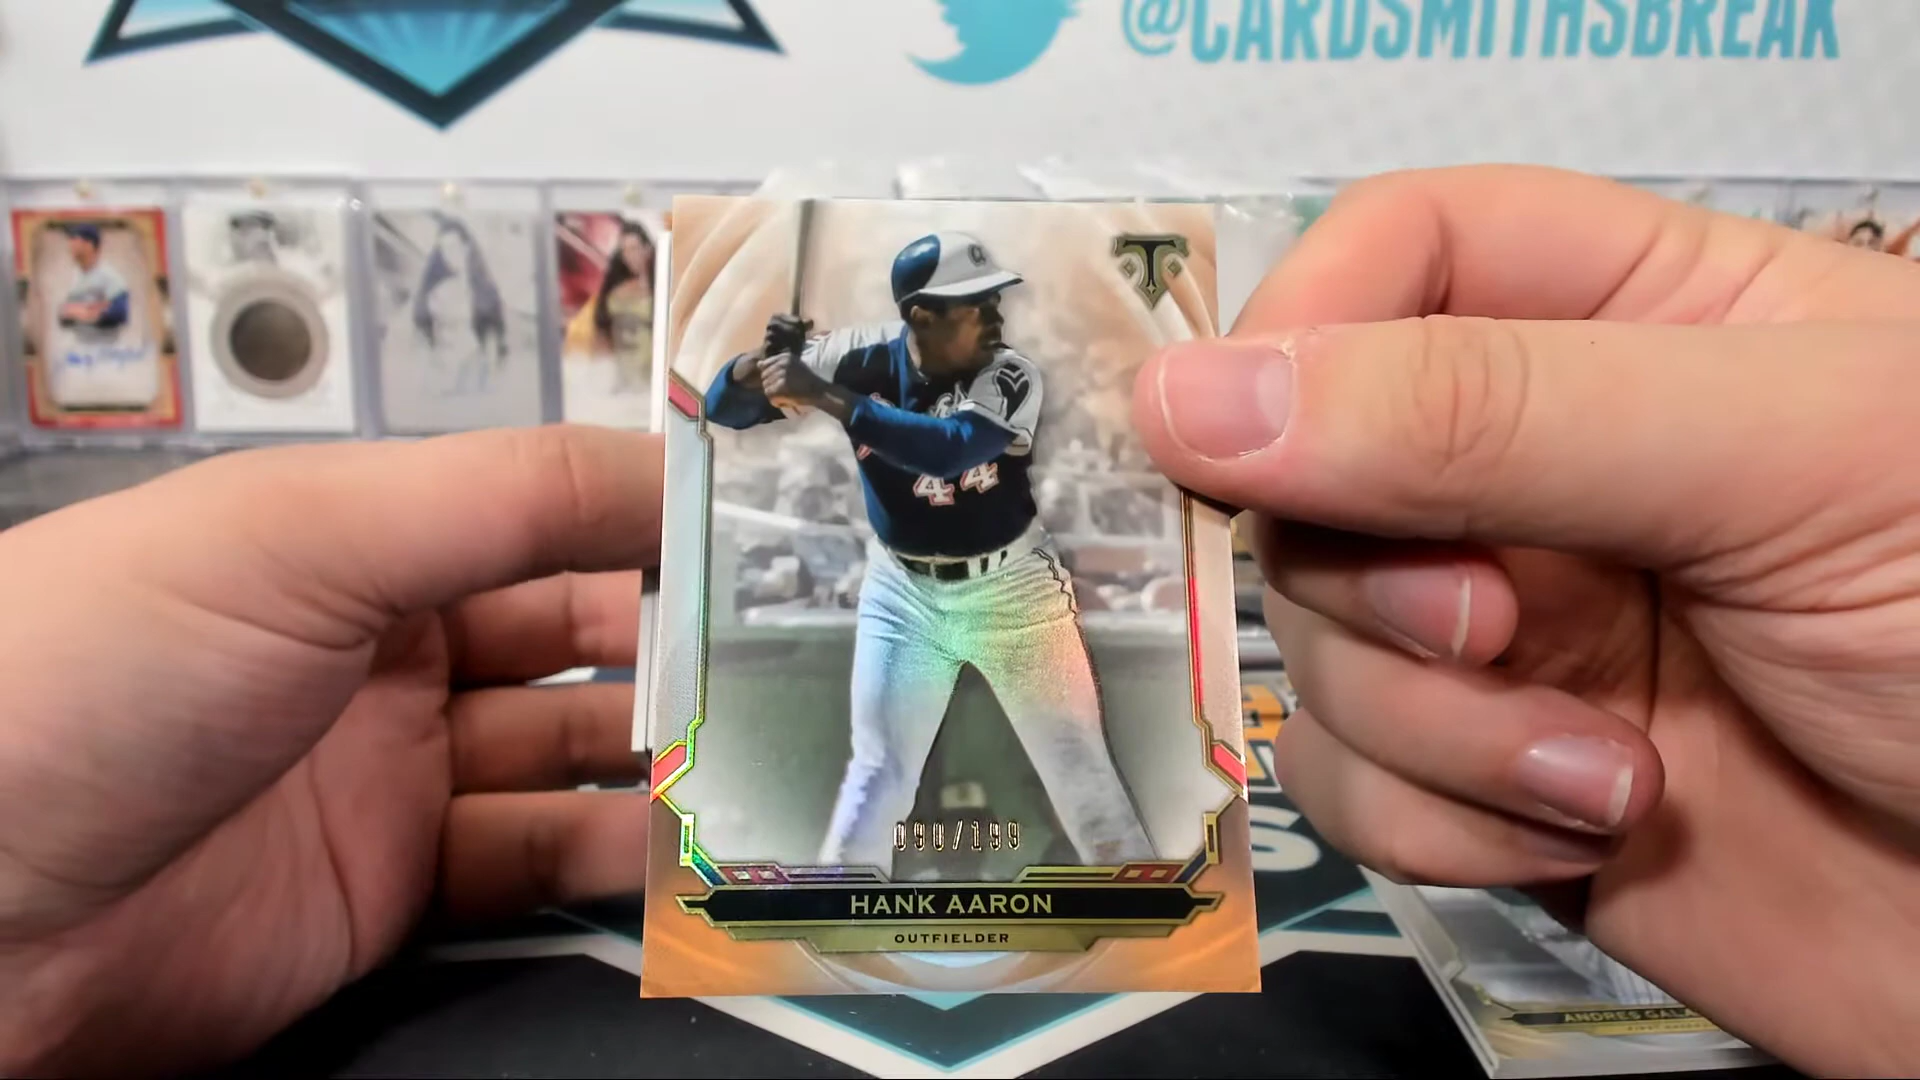 @CARDSMITHSBREAK
44
090/199
HANK AARON
OUTFIELDER
ANDRES GALA